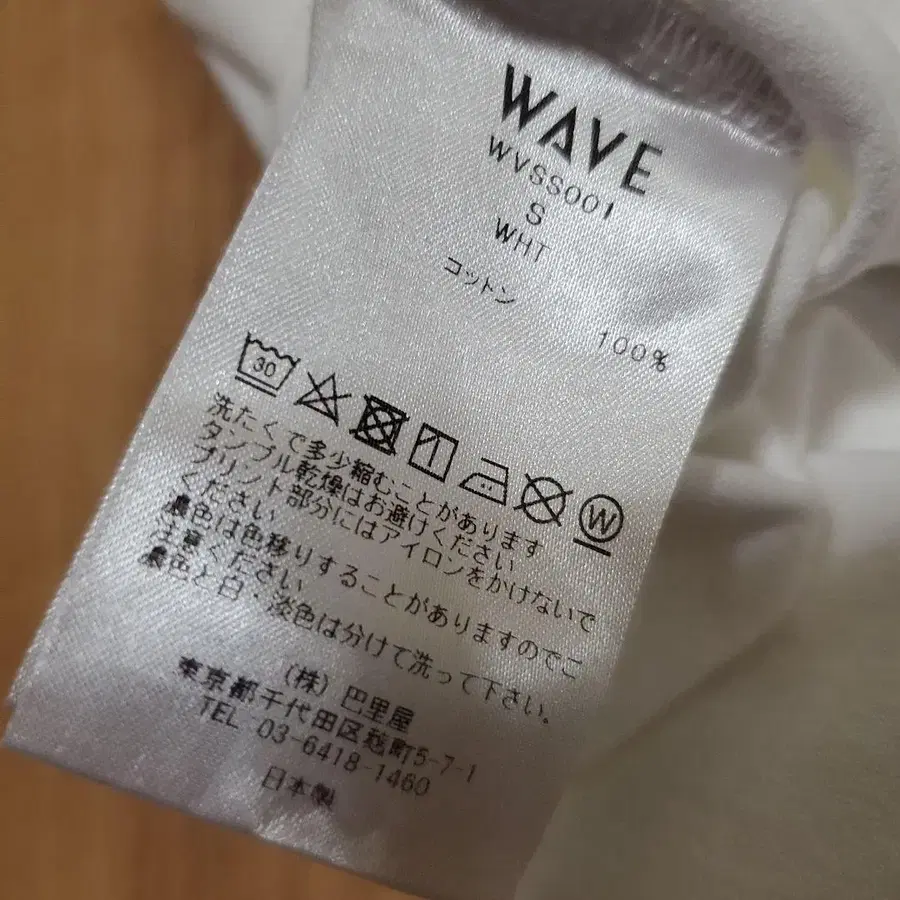 WAVE
WVSS001
S
WHT
コットン 100%
30
W
洗たくで多少縮むことがあります
タンブル乾燥はお避けください
プリント部分にはアイロンをかけないで
ください
濃色は色移りすることがありますのでご
注意ください
濃色と白・淡色は分けて洗って下さい。
(株) 巴里屋
東京都千代田区麹町5-7-1
TEL 03-6418-1460
日本製